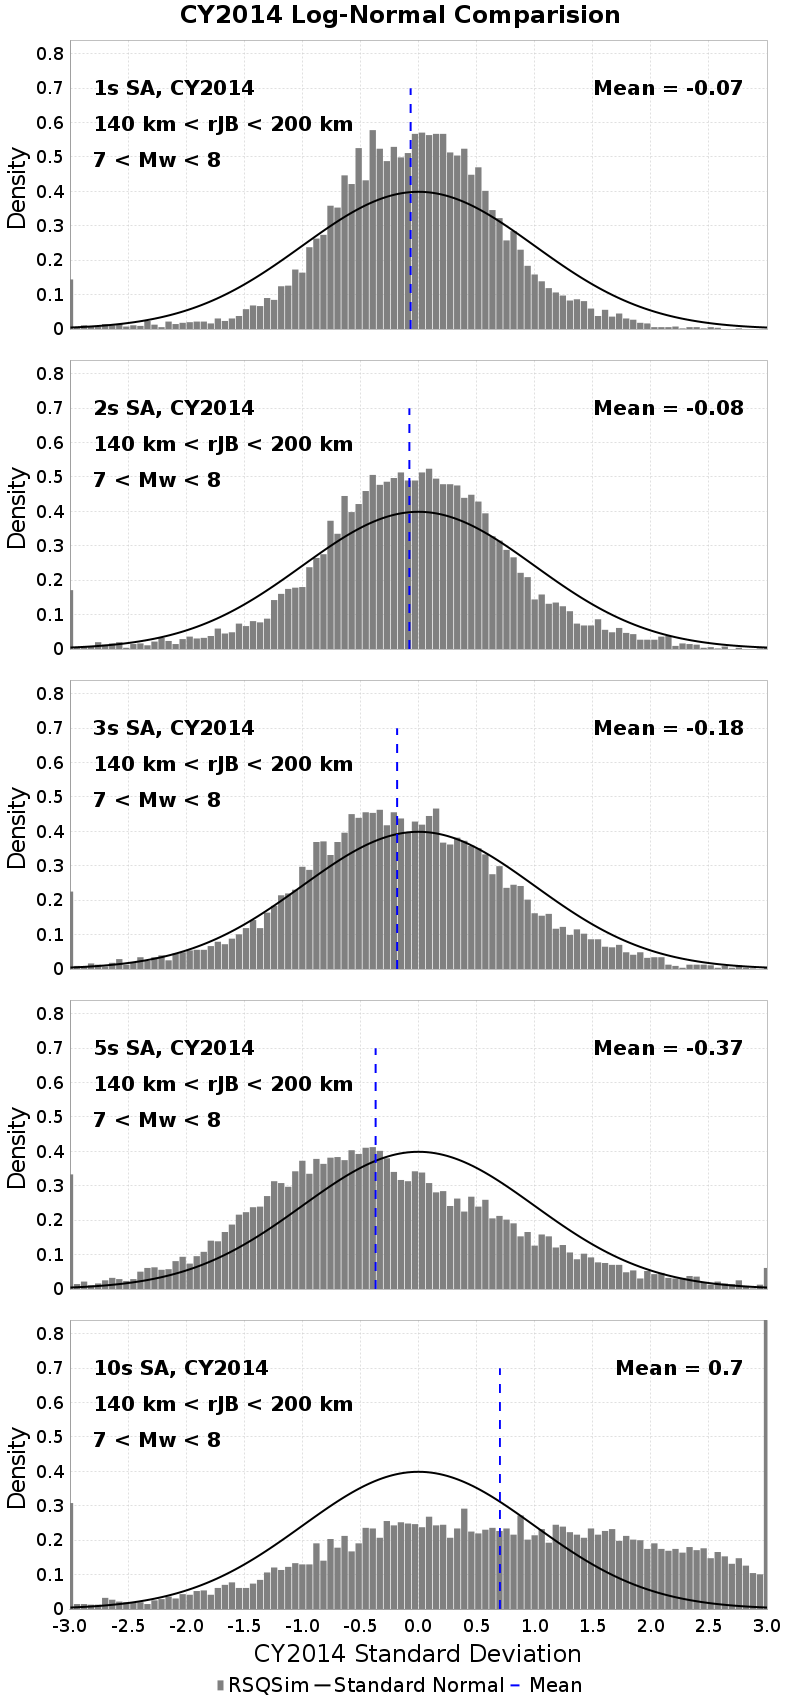 CY2014 Log-Normal Comparision
0.8
1s SA, CY2014 Mean = -0.07
0.7
140 km < rJB < 200 km
0.6
7 < Mw < 8
0.5
0.4
0.3
0.2
0.1
0
Density
0.8
2s SA, CY2014 Mean = -0.08
0.7
140 km < rJB < 200 km
0.6
7 < Mw < 8
0.5
0.4
0.3
0.2
0.1
0
Density
0.8
3s SA, CY2014 Mean = -0.18
0.7
140 km < rJB < 200 km
0.6
7 < Mw < 8
0.5
0.4
0.3
0.2
0.1
0
Density
0.8
5s SA, CY2014 Mean = -0.37
0.7
140 km < rJB < 200 km
0.6
7 < Mw < 8
0.5
0.4
0.3
0.2
0.1
0
Density
0.8
10s SA, CY2014 Mean = 0.7
0.7
140 km < rJB < 200 km
0.6
7 < Mw < 8
0.5
0.4
0.3
0.2
0.1
0
Density
-3.0 -2.5 -2.0 -1.5 -1.0 -0.5 0.0 0.5 1.0 1.5 2.0 2.5 3.0
CY2014 Standard Deviation
RSQSim Standard Normal Mean